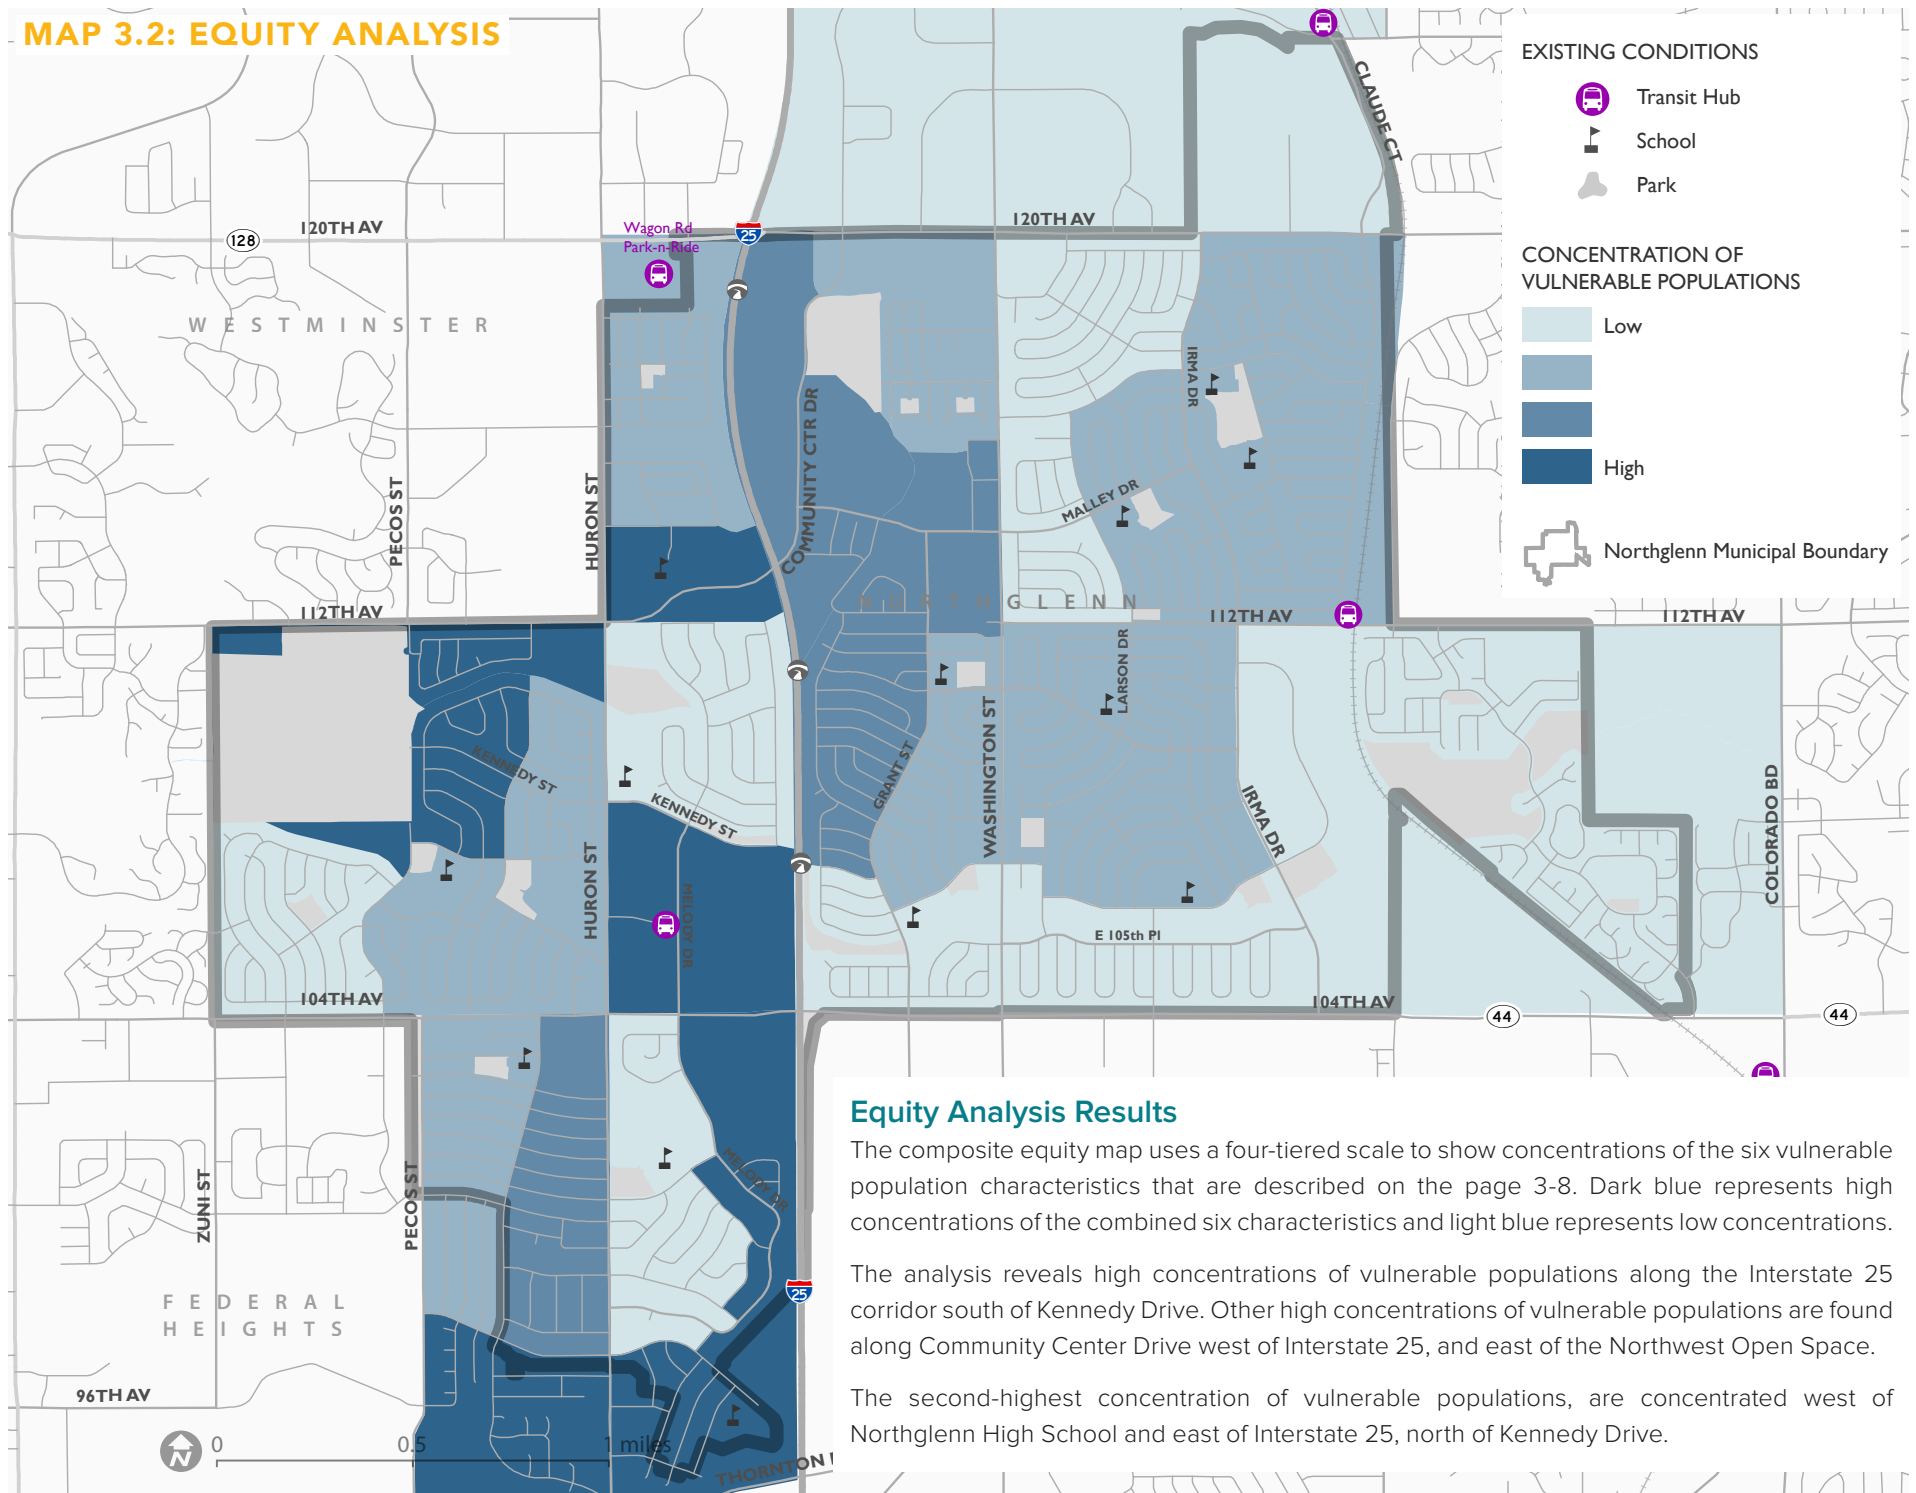 MAP 3.2: EQUITY ANALYSIS
EXISTING CONDITIONS
Transit Hub
School
Park
CONCENTRATION OF
VULNERABLE POPULATIONS
Low
High
Northglenn Municipal Boundary
CLAUDE CT
120TH AV
128
Wagon Rd
Park-n-Ride
25
120TH AV
WESTMINSTER
PECOS ST
HURON ST
COMMUNITY CTR DR
IRMA DR
MALLEY DR
NORTHGLENN
112TH AV
112TH AV
112TH AV
LARSON DR
KENNEDY ST
KENNEDY ST
GRANT ST
WASHINGTON ST
IRMA DR
COLORADO BD
HURON ST
MELODY DR
E 105th Pl
104TH AV
104TH AV
44
44
ZUNI ST
PECOS ST
MELODY DR
25
FEDERAL
HEIGHTS
96TH AV
N
0
0.5
1 miles
THORNTON
Equity Analysis Results
The composite equity map uses a four-tiered scale to show concentrations of the six vulnerable
population characteristics that are described on the page 3-8. Dark blue represents high
concentrations of the combined six characteristics and light blue represents low concentrations.
The analysis reveals high concentrations of vulnerable populations along the Interstate 25
corridor south of Kennedy Drive. Other high concentrations of vulnerable populations are found
along Community Center Drive west of Interstate 25, and east of the Northwest Open Space.
The second-highest concentration of vulnerable populations, are concentrated west of
Northglenn High School and east of Interstate 25, north of Kennedy Drive.